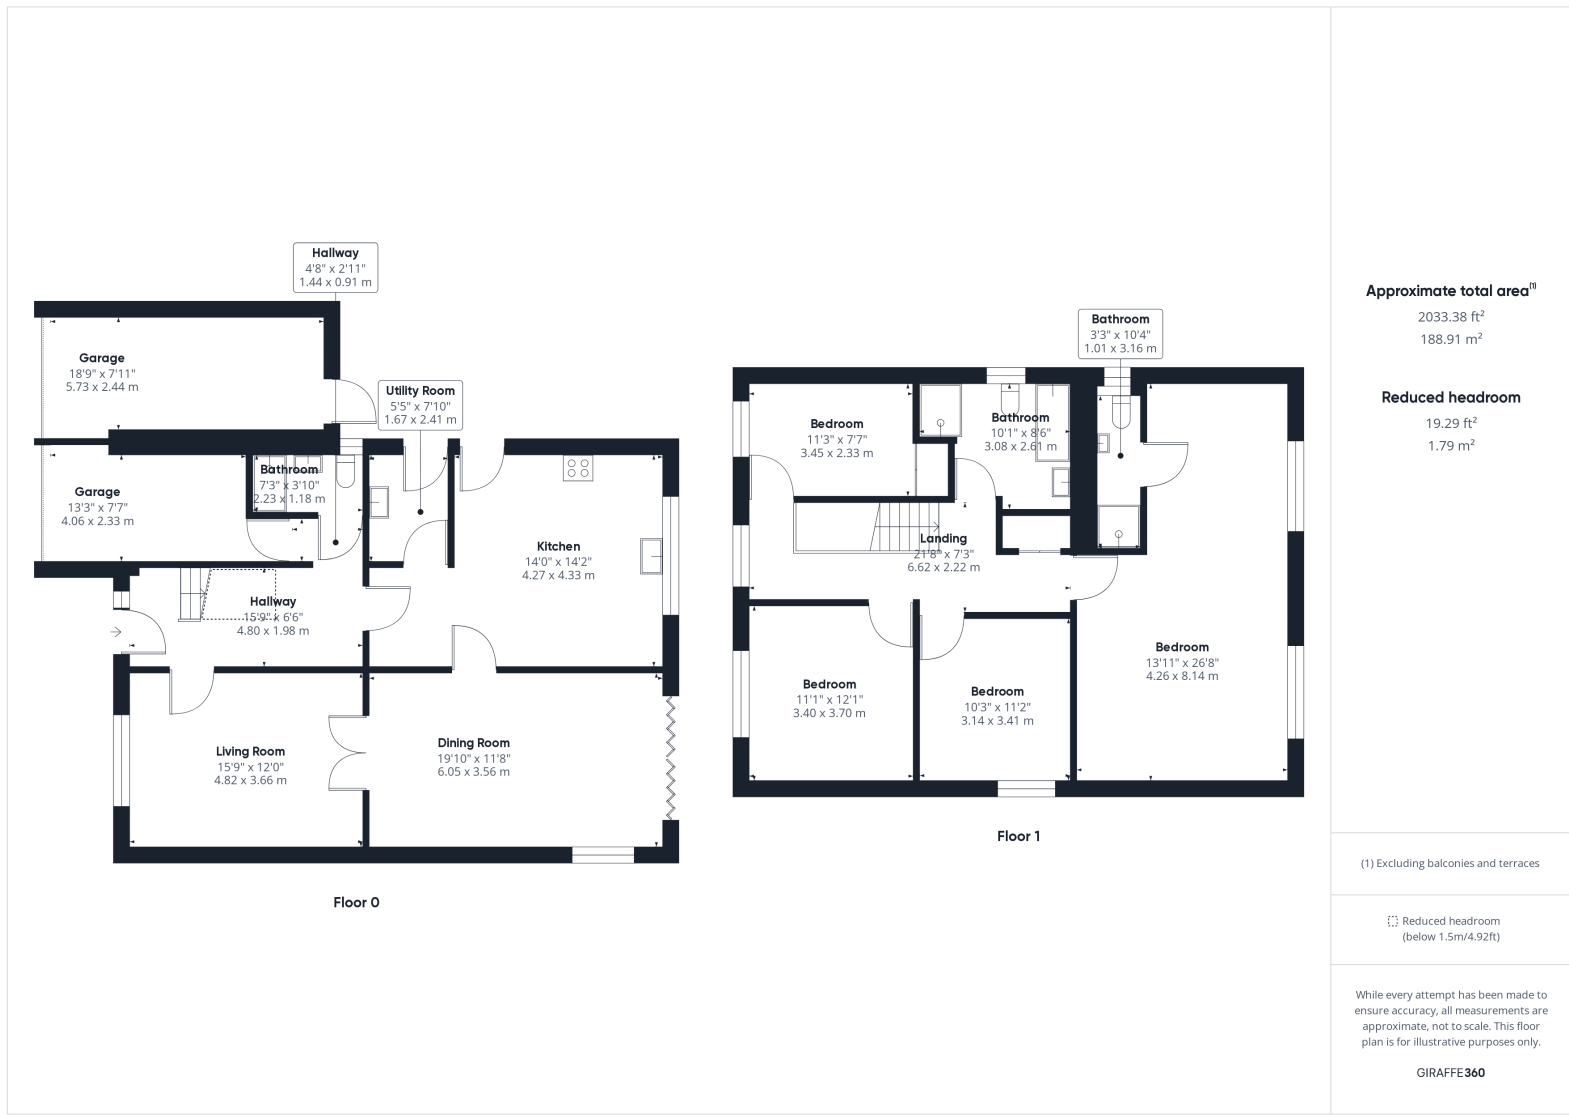 Hallway
4'8" x 2'11"
1.44 x 0.91 m
Garage
18'9" x 7'11"
5.73 x 2.44 m
Utility Room
5'5" x 7'10"
1.67 x 2.41 m
Garage
13'3" x 7'7"
4.06 x 2.33 m
Bathroom
7'3" x 3'10"
2.23 x 1.18 m
Kitchen
14'0" x 14'2"
4.27 x 4.33 m
Hallway
15'9" x 6'6"
4.80 x 1.98 m
Living Room
15'9" x 12'0"
4.82 x 3.66 m
Dining Room
19'10" x 11'8"
6.05 x 3.56 m
Floor 0
Bathroom
3'3" x 10'4"
1.01 x 3.16 m
Bedroom
11'3" x 7'7"
3.45 x 2.33 m
Bathroom
10'1" x 8'6"
3.08 x 2.61 m
Landing
21'8" x 7'3"
6.62 x 2.22 m
Bedroom
11'1" x 12'1"
3.40 x 3.70 m
Bedroom
10'3" x 11'2"
3.14 x 3.41 m
Bedroom
13'11" x 26'8"
4.26 x 8.14 m
Floor 1
Approximate total area(1)
2033.38 ft²
188.91 m²
Reduced headroom
19.29 ft²
1.79 m²
(1) Excluding balconies and terraces
Reduced headroom
(below 1.5m/4.92ft)
While every attempt has been made to
ensure accuracy, all measurements are
approximate, not to scale. This floor
plan is for illustrative purposes only.
GIRAFFE360